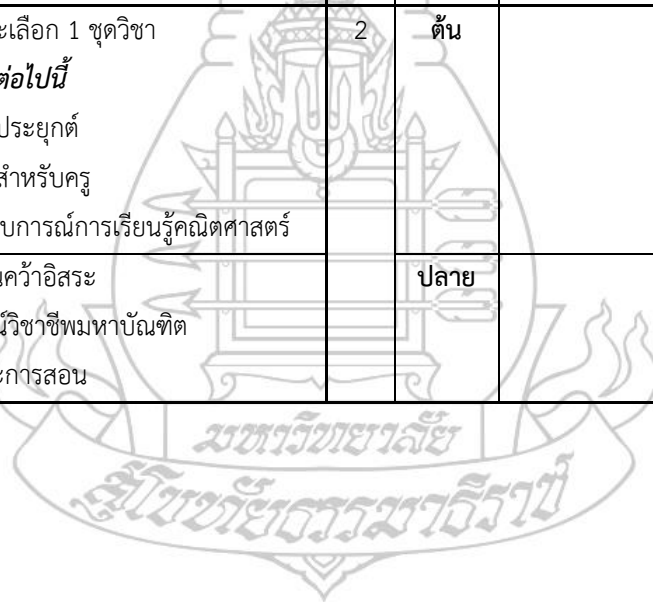 ะเลือก 1 ชุดวิชา 2 ต้น
ต่อไปนี้
ประยุกต์
สำหรับครู
บการณ์การเรียนรู้คณิตศาสตร์
นคว้าอิสระ ปลาย
น์วิชาชีพมหาบัณฑิต
ะการสอน
มหาวิทยาลัย
สุโขทัยธรรมาธิราช